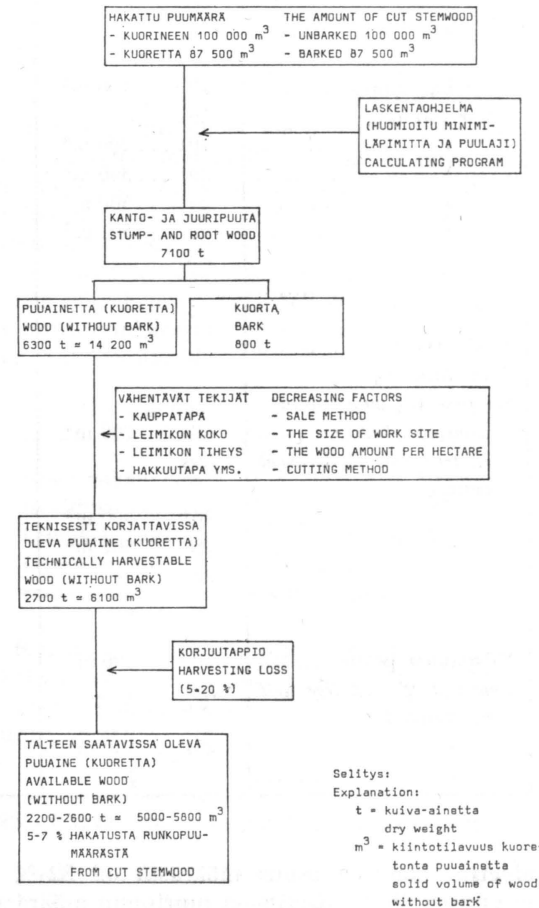 HAKATTU PUUMÄÄRÄ THE AMOUNT OF CUT STEMWOOD
- KUORINEEN 100 000 m³ - UNBARKED 100 000 m³
- KUORETTA 87 500 m³ - BARKED 87 500 m³
LASKENTAOHJELMA
(HUOMIOITU MINIMI-
LÄPIMITTA JA PUULAJI)
CALCULATING PROGRAM
KANTO- JA JUURIPUUTA
STUMP- AND ROOT WOOD
7100 t
PUUAINETTA (KUORETTA)
WOOD (WITHOUT BARK)
6300 t = 14 200 m³
KUORTA
BARK
800 t
VÄHENTÄVÄT TEKIJÄT DECREASING FACTORS
- KAUPPATAPA - SALE METHOD
- LEIMIKON KOKO - THE SIZE OF WORK SITE
- LEIMIKON TIHEYS - THE WOOD AMOUNT PER HECTARE
- HAKKUUTAPA YMS. - CUTTING METHOD
TEKNISESTI KORJATTAVISSA
OLEVA PUUAINE (KUORETTA)
TECHNICALLY HARVESTABLE
WOOD (WITHOUT BARK)
2700 t = 6100 m³
KORJUUTAPPIO
HARVESTING LOSS
(5-20 %)
TALTEEN SAATAVISSA OLEVA
PUUAINE (KUORETTA)
AVAILABLE WOOD
(WITHOUT BARK)
2200-2600 t = 5000-5800 m³
5-7 % HAKATUSTA RUNKOPUU-
MÄÄRÄSTÄ
FROM CUT STEMWOOD
Selitys:
Explanation:
t = kuiva-ainetta
dry weight
m³ = kiintotilavuus kuore
tonta puuainetta
solid volume of wood
without bark